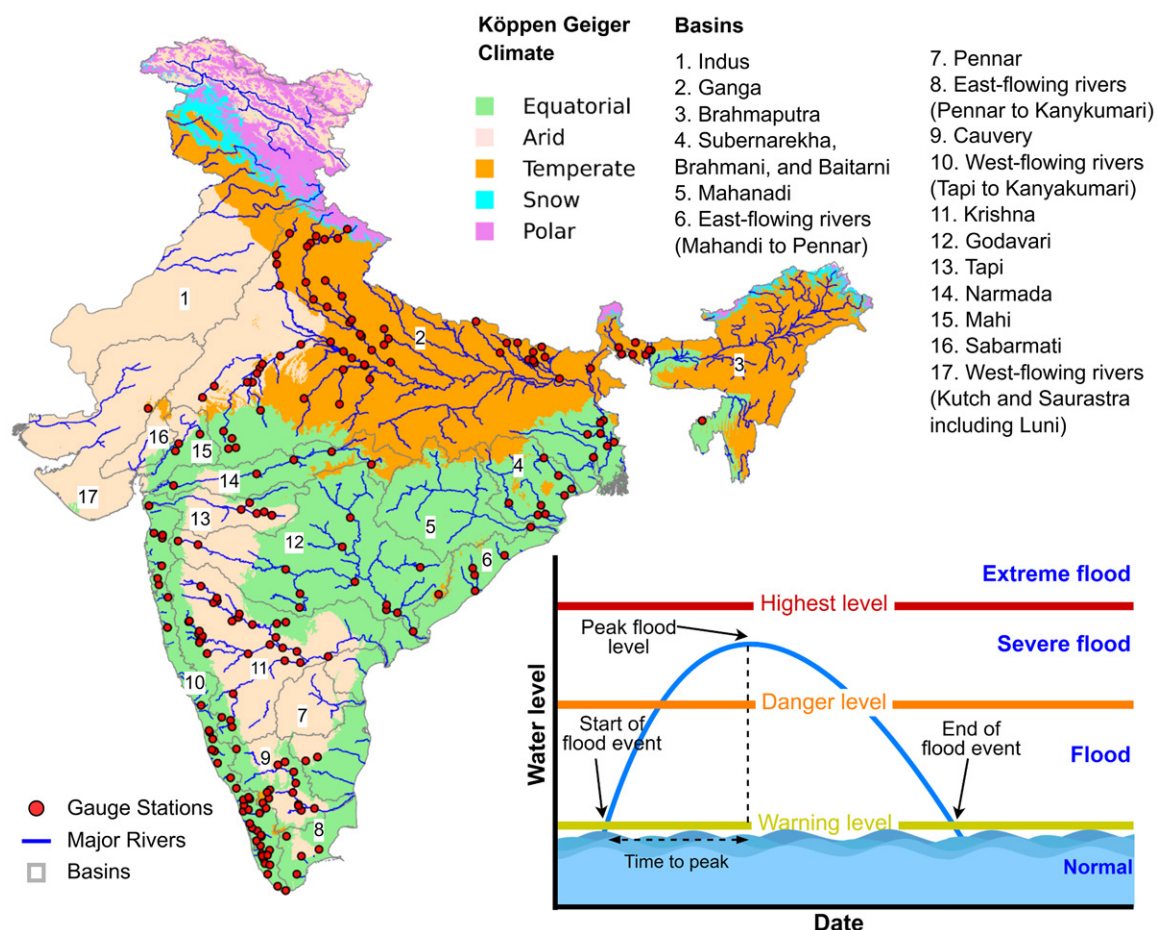 Köppen Geiger
Climate
Equatorial
Arid
Temperate
Snow
Polar
Basins
1. Indus
2. Ganga
3. Brahmaputra
4. Subernarekha,
Brahmani, and Baitarni
5. Mahanadi
6. East-flowing rivers
(Mahandi to Pennar)
7. Pennar
8. East-flowing rivers
(Pennar to Kanykumari)
9. Cauvery
10. West-flowing rivers
(Tapi to Kanyakumari)
11. Krishna
12. Godavari
13. Tapi
14. Narmada
15. Mahi
16. Sabarmati
17. West-flowing rivers
(Kutch and Saurastra
including Luni)
1
2
3
16
15
4
14
17
13
5
12
6
11
10
7
9
8
Gauge Stations
Major Rivers
Basins
Extreme flood
Highest level
Peak flood
level
Severe flood
Danger level
Start of
flood event
End of
flood event
Flood
Warning level
Time to peak
Normal
Water level
Date